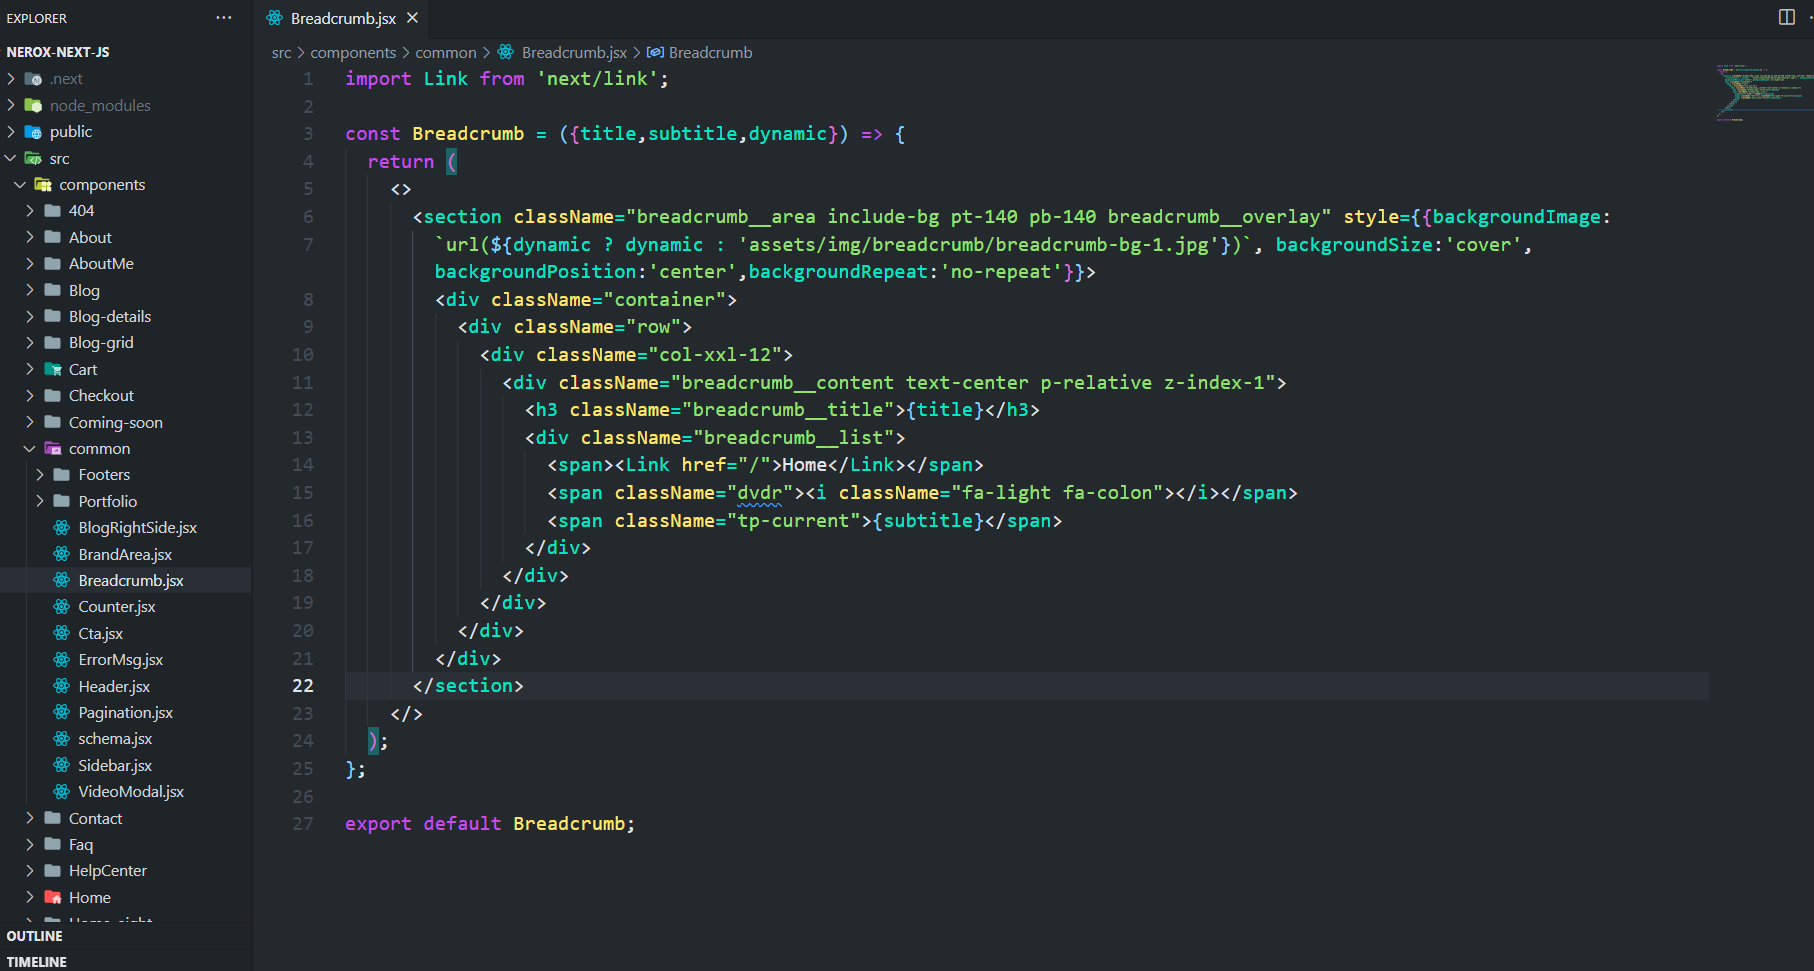 EXPLORER
NEROX-NEXT-JS
.next
node_modules
public
src
components
404
About
AboutMe
Blog
Blog-details
Blog-grid
Cart
Checkout
Coming-soon
common
Footers
Portfolio
BlogRightSide.jsx
BrandArea.jsx
Breadcrumb.jsx
Counter.jsx
Cta.jsx
ErrorMsg.jsx
Header.jsx
Pagination.jsx
schema.jsx
Sidebar.jsx
VideoModal.jsx
Contact
Faq
HelpCenter
Home
OUTLINE
TIMELINE
Breadcrumb.jsx
src > components > common > Breadcrumb.jsx > Breadcrumb
1 import Link from 'next/link';
2
3 const Breadcrumb = ({title,subtitle,dynamic}) => {
4 return (
5 <>
6 <section className="breadcrumb__area include-bg pt-140 pb-140 breadcrumb__overlay" style={{backgroundImage:
7 `url(${dynamic ? dynamic : 'assets/img/breadcrumb/breadcrumb-bg-1.jpg'})`, backgroundSize:'cover',
backgroundPosition:'center',backgroundRepeat:'no-repeat'}}>
8 <div className="container">
9 <div className="row">
10 <div className="col-xxl-12">
11 <div className="breadcrumb__content text-center p-relative z-index-1">
12 <h3 className="breadcrumb__title">{title}</h3>
13 <div className="breadcrumb__list">
14 <span><Link href="/">Home</Link></span>
15 <span className="dvdr"><i className="fa-light fa-colon"></i></span>
16 <span className="tp-current">{subtitle}</span>
17 </div>
18 </div>
19 </div>
20 </div>
21 </div>
22 </section>
23 </>
24 );
25 };
26
27 export default Breadcrumb;